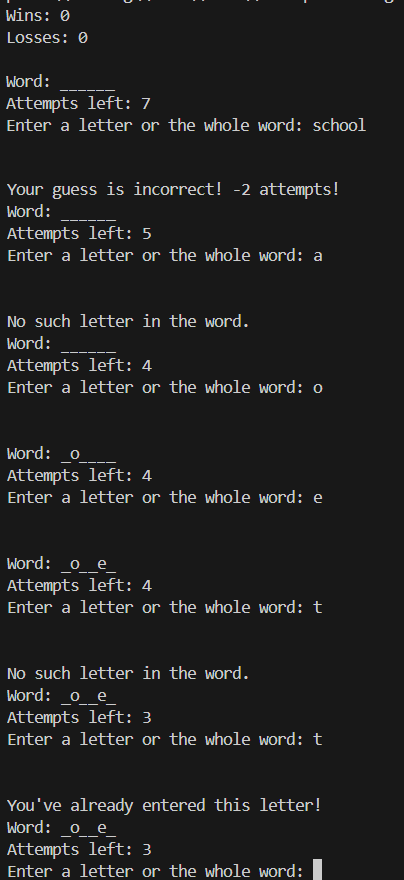 Wins: 0
Losses: 0
Word: ______
Attempts left: 7
Enter a letter or the whole word: school
Your guess is incorrect! -2 attempts!
Word: ______
Attempts left: 5
Enter a letter or the whole word: a
No such letter in the word.
Word: ______
Attempts left: 4
Enter a letter or the whole word: o
Word: _o____
Attempts left: 4
Enter a letter or the whole word: e
Word: _o__e_
Attempts left: 4
Enter a letter or the whole word: t
No such letter in the word.
Word: _o__e_
Attempts left: 3
Enter a letter or the whole word: t
You've already entered this letter!
Word: _o__e_
Attempts left: 3
Enter a letter or the whole word: